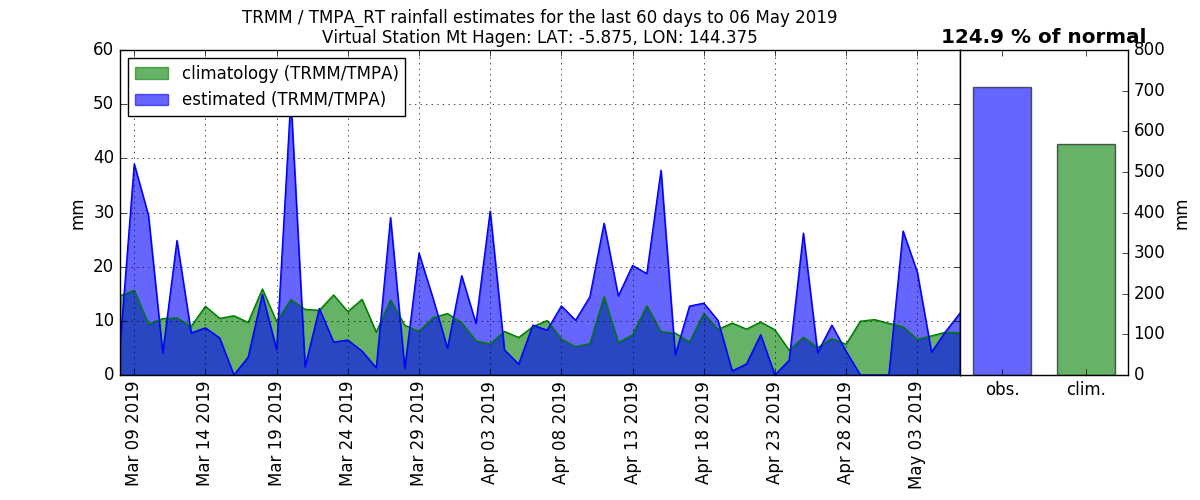 TRMM / TMPA_RT rainfall estimates for the last 60 days to 06 May 2019
Virtual Station Mt Hagen: LAT: -5.875, LON: 144.375
124.9 % of normal
climatology (TRMM/TMPA)
estimated (TRMM/TMPA)
60
50
40
30
20
10
0
mm
800
700
600
500
400
300
200
100
0
mm
Mar 09 2019
Mar 14 2019
Mar 19 2019
Mar 24 2019
Mar 29 2019
Apr 03 2019
Apr 08 2019
Apr 13 2019
Apr 18 2019
Apr 23 2019
Apr 28 2019
May 03 2019
obs.
clim.